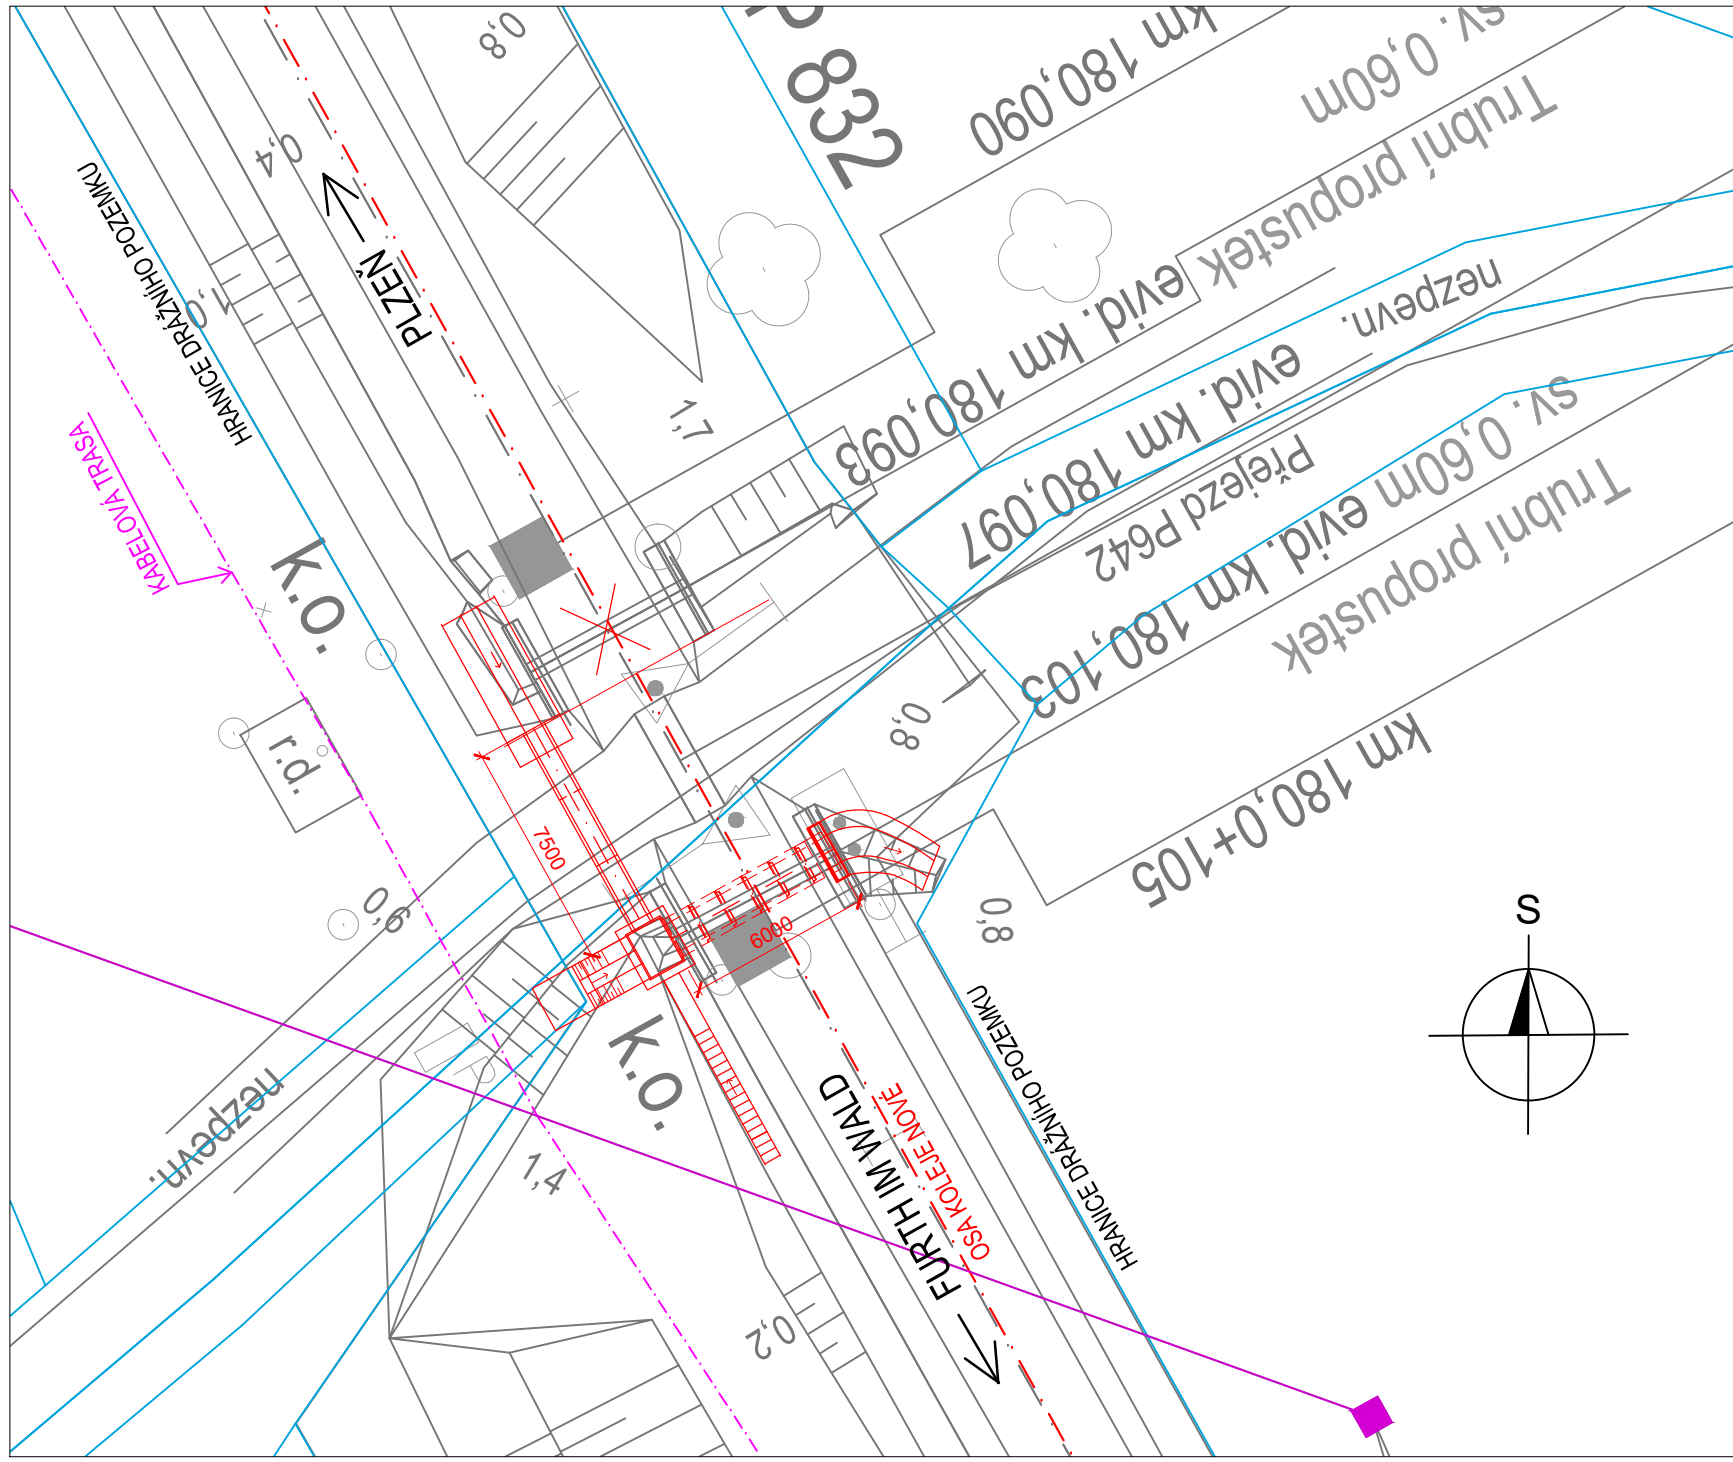 0,8
P 832
km 180,090
sv. 0,60m
Trubní propustek
evid. km 180,093
0,4
HRANICE DRÁŽNÍHO POZEMKU
1,0
PLZEŇ
KABELOVÁ TRASA
1,7
nezpevn.
evid. km 180,097
Přejezd P642
sv. 0,60m
evid. km 180,103
Trubní propustek
km 180,0+105
k.o.
r.d.
0,8
7500
6000
0,6
0,8
S
k.o.
nezpevn.
1,4
HRANICE DRÁŽNÍHO POZEMKU
OSA KOLEJE NOVÉ
FURTH IM WALD
0,2